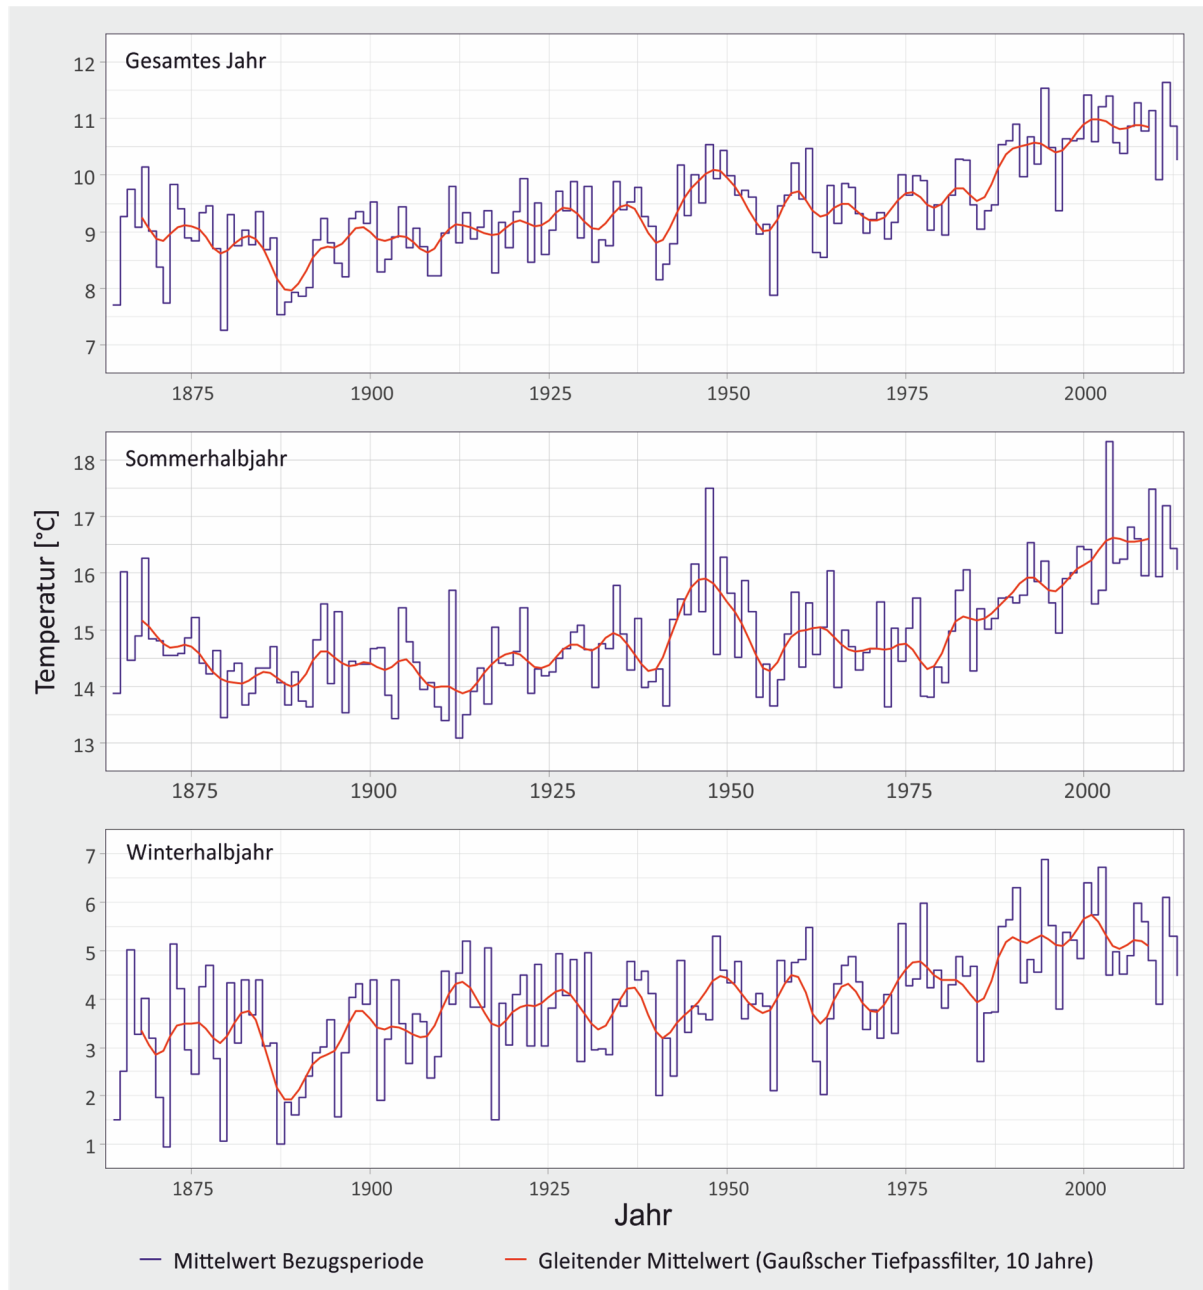 Gesamtes Jahr
12
11
10
9
8
7
1875 1900 1925 1950 1975 2000
Temperatur [°C]
Sommerhalbjahr
18
17
16
15
14
13
1875 1900 1925 1950 1975 2000
Winterhalbjahr
7
6
5
4
3
2
1
1875 1900 1925 1950 1975 2000
Jahr
Mittelwert Bezugsperiode Gleitender Mittelwert (Gaußscher Tiefpassfilter, 10 Jahre)